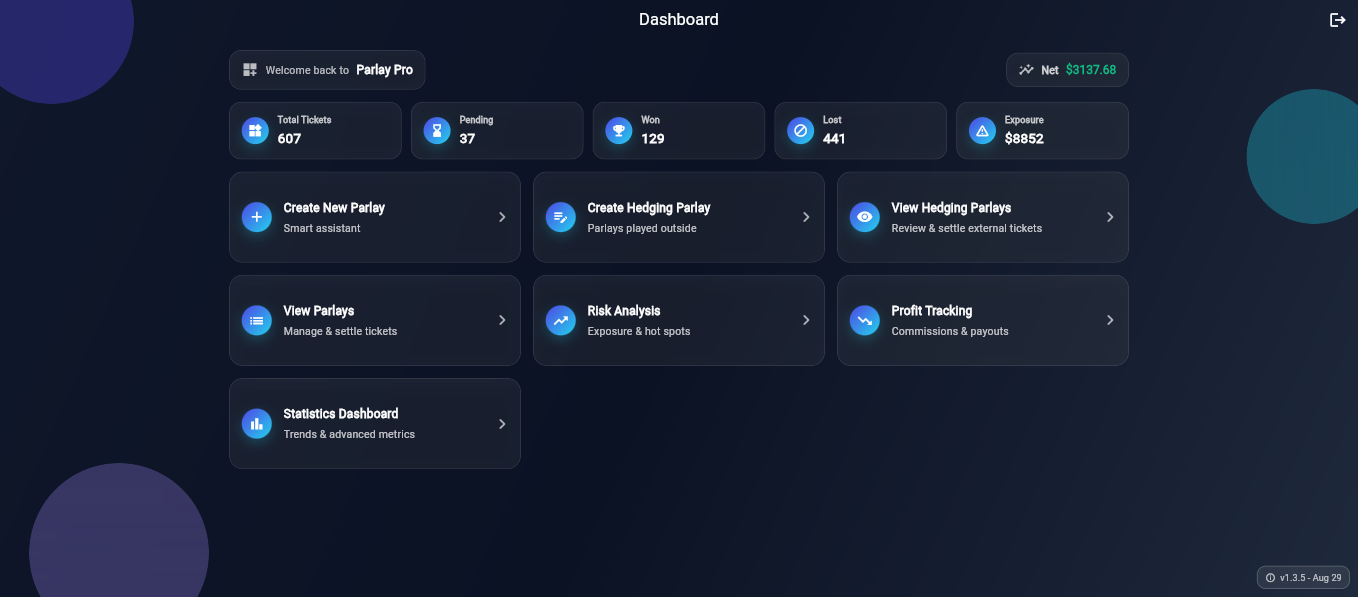 Dashboard
Welcome back to Parlay Pro
Net $3137.68
Total Tickets
607
Pending
37
Won
129
Lost
441
Exposure
$8852
Create New Parlay
Smart assistant
Create Hedging Parlay
Parlays played outside
View Hedging Parlays
Review & settle external tickets
View Parlays
Manage & settle tickets
Risk Analysis
Exposure & hot spots
Profit Tracking
Commissions & payouts
Statistics Dashboard
Trends & advanced metrics
v1.3.5 - Aug 29